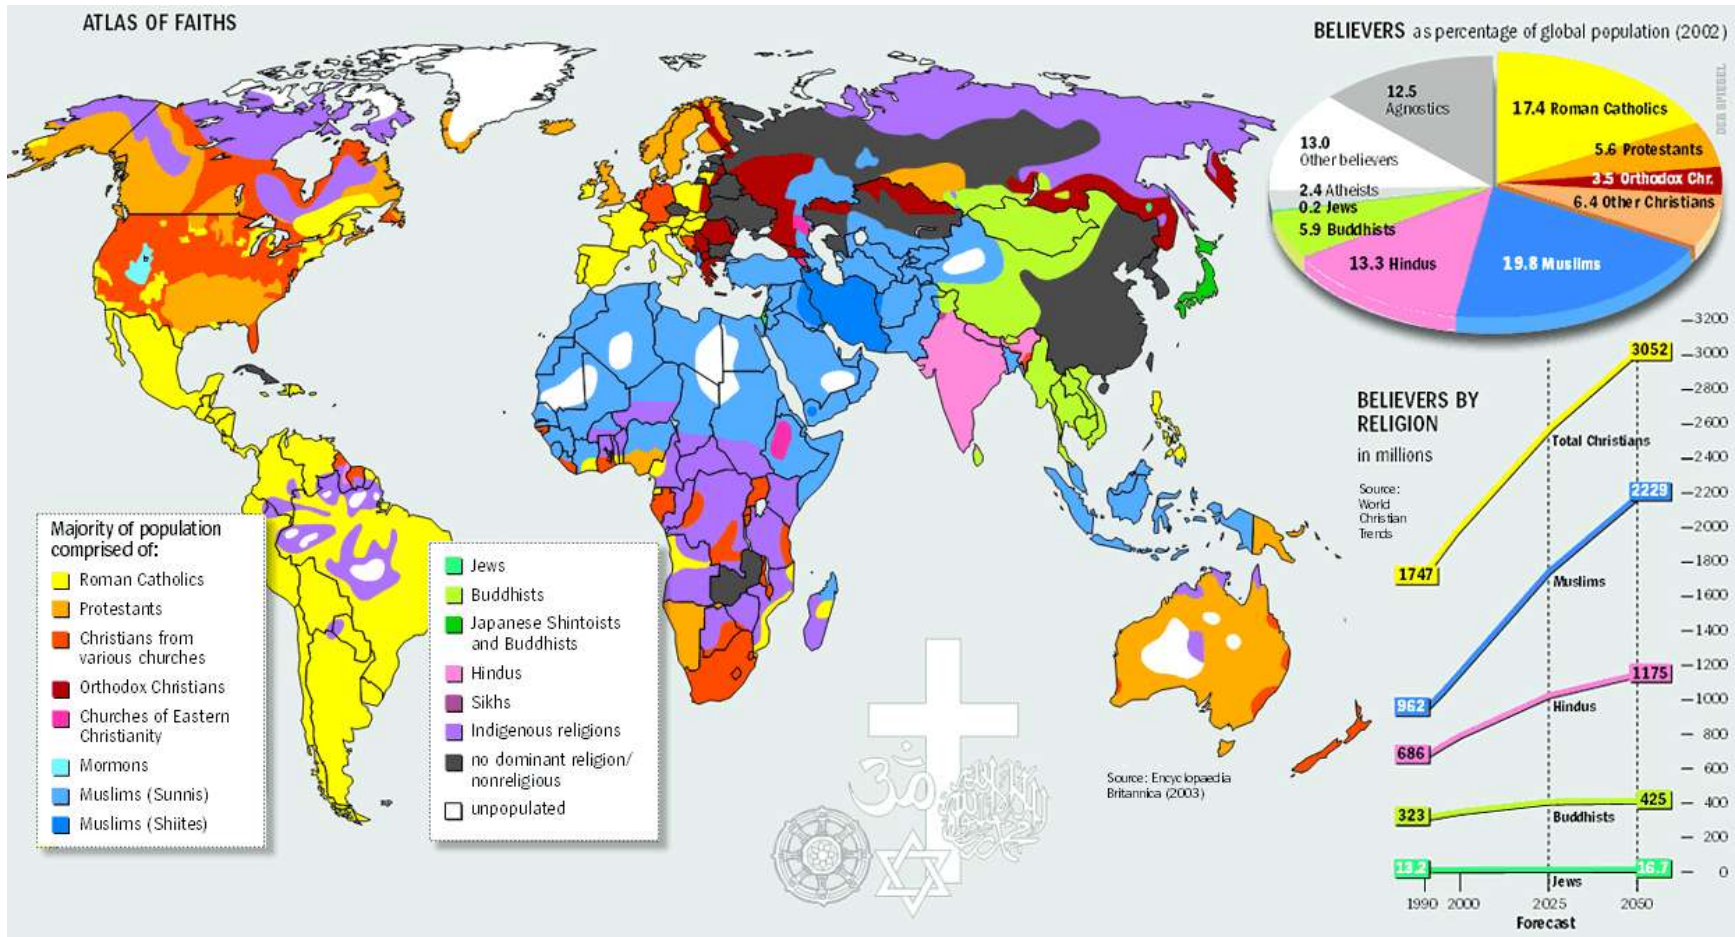 ATLAS OF FAITHS
BELIEVERS as percentage of global population (2002)
12.5
Agnostics
17.4 Roman Catholics
13.0
Other believers
5.6 Protestants
3.5 Orthodox Chr.
2.4 Atheists
6.4 Other Christians
0.2 Jews
5.9 Buddhists
13.3 Hindus
19.8 Muslims
DER SPIEGEL
Majority of population
comprised of:
Roman Catholics
Protestants
Christians from
various churches
Orthodox Christians
Churches of Eastern
Christianity
Mormons
Muslims (Sunnis)
Muslims (Shiites)
Jews
Buddhists
Japanese Shintoists
and Buddhists
Hindus
Sikhs
Indigenous religions
no dominant religion/
nonreligious
unpopulated
Source: Encyclopaedia
Britannica (2003)
BELIEVERS BY
RELIGION
in millions
Source:
World
Christian
Trends
3200
3052
3000
2800
2600
Total Christians
2400
2229
2200
2000
1800
1747
Muslims
1600
1400
1200
1175
1000
962
Hindus
800
686
600
425
400
323
Buddhists
200
13.2
16.7
0
Jews
1990 2000 2025 2050
Forecast